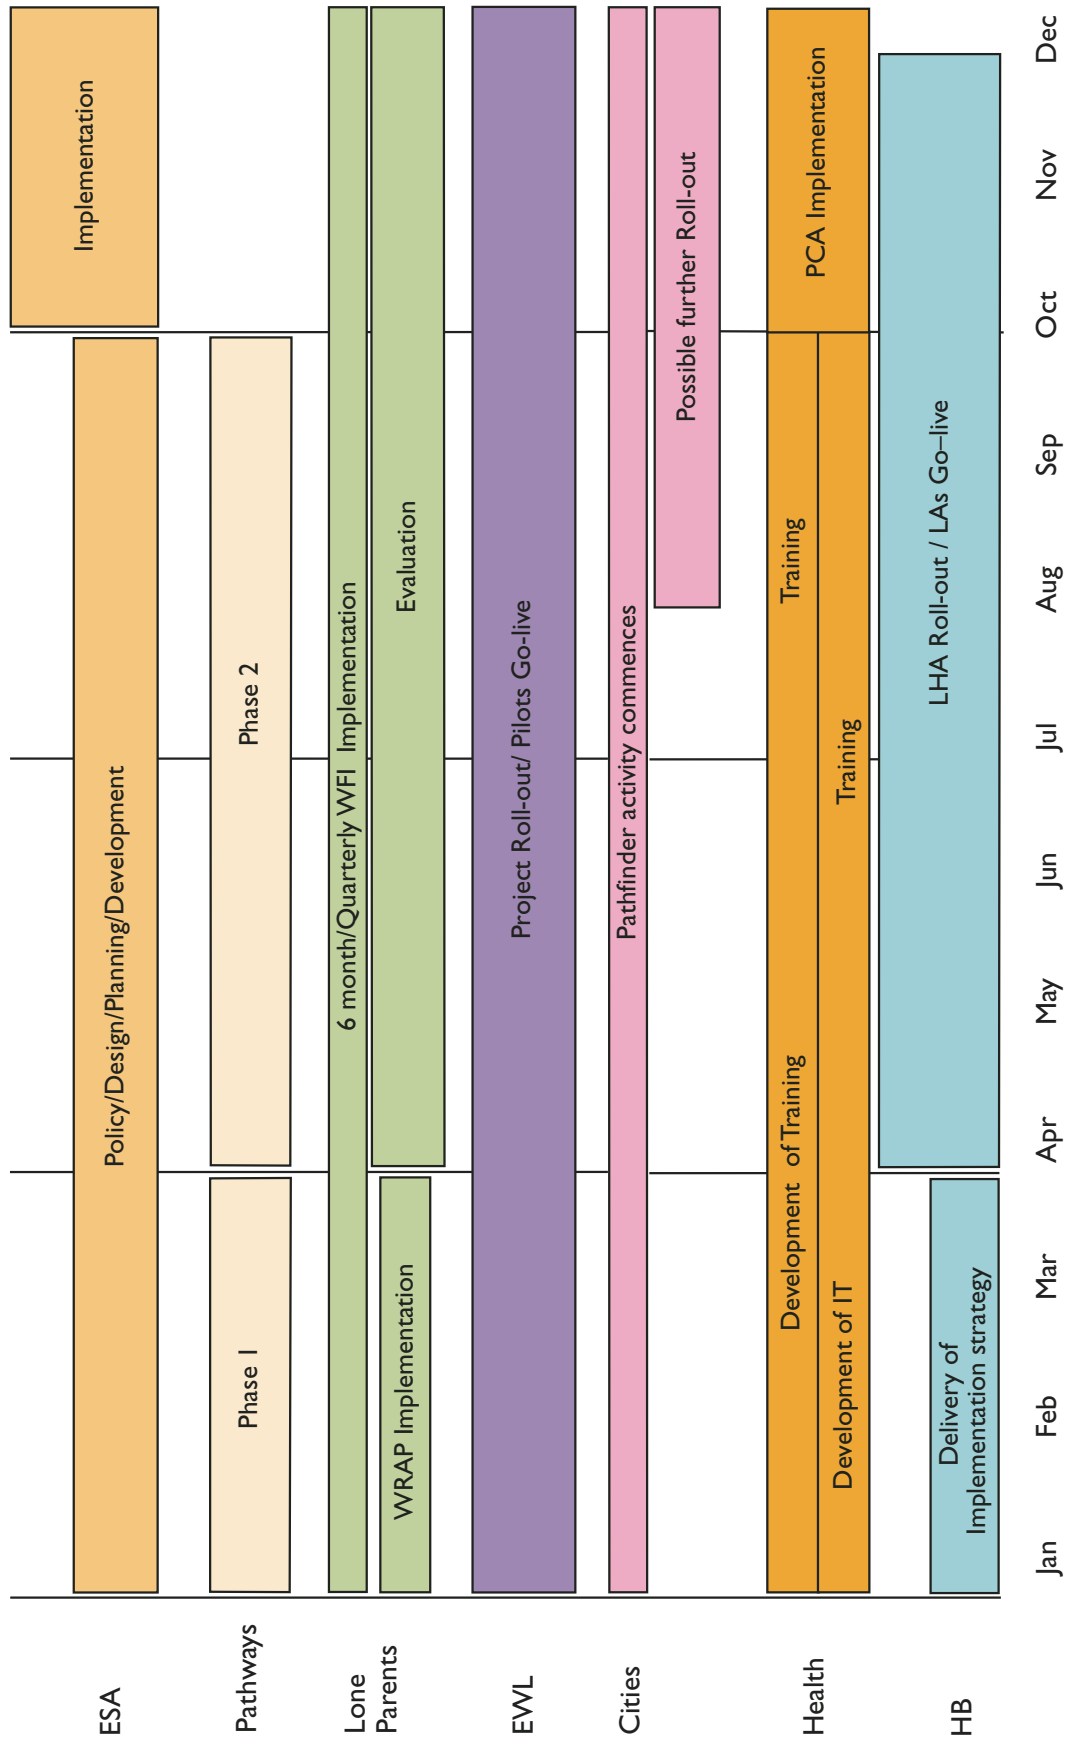 ESA
Policy/Design/Planning/Development
Implementation
Pathways
Phase 1
Phase 2
Lone
Parents
6 month/Quarterly WFI Implementation
WRAP Implementation
Evaluation
EWL
Project Roll-out/ Pilots Go-live
Cities
Pathfinder activity commences
Possible further Roll-out
Health
Development of Training
Training
Development of IT
Training
PCA Implementation
HB
Delivery of
Implementation strategy
LHA Roll-out / LAs Go–live
Jan
Feb
Mar
Apr
May
Jun
Jul
Aug
Sep
Oct
Nov
Dec